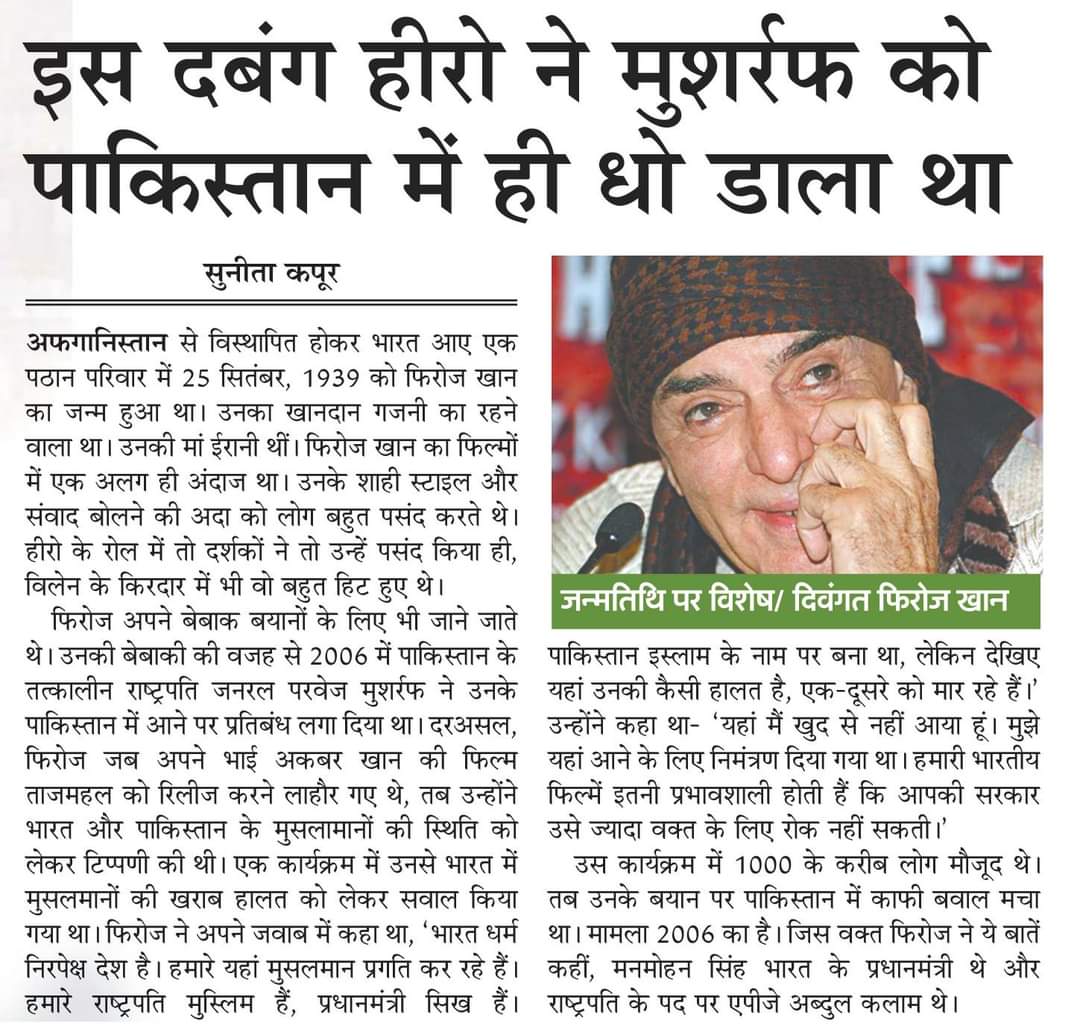 इस दबंग हीरो ने मुशर्रफ को
पाकिस्तान में ही धो डाला था
सुनीता कपूर
अफगानिस्तान से विस्थापित होकर भारत आए एक
पठान परिवार में 25 सितंबर, 1939 को फिरोज खान
का जन्म हुआ था। उनका खानदान गजनी का रहने
वाला था। उनकी मां ईरानी थीं। फिरोज खान का फिल्मों
में एक अलग ही अंदाज था। उनके शाही स्टाइल और
संवाद बोलने की अदा को लोग बहुत पसंद करते थे।
हीरो के रोल में तो दर्शकों ने तो उन्हें पसंद किया ही,
विलेन के किरदार में भी वो बहुत हिट हुए थे।
फिरोज अपने बेबाक बयानों के लिए भी जाने जाते
थे। उनकी बेबाकी की वजह से 2006 में पाकिस्तान के
तत्कालीन राष्ट्रपति जनरल परवेज मुशर्रफ ने उनके
पाकिस्तान में आने पर प्रतिबंध लगा दिया था। दरअसल,
फिरोज जब अपने भाई अकबर खान की फिल्म
ताजमहल को रिलीज करने लाहौर गए थे, तब उन्होंने
भारत और पाकिस्तान के मुसलामानों की स्थिति को
लेकर टिप्पणी की थी। एक कार्यक्रम में उनसे भारत में
मुसलमानों की खराब हालत को लेकर सवाल किया
गया था। फिरोज ने अपने जवाब में कहा था, ‘भारत धर्म
निरपेक्ष देश है। हमारे यहां मुसलमान प्रगति कर रहे हैं।
हमारे राष्ट्रपति मुस्लिम हैं, प्रधानमंत्री सिख हैं।
जन्मतिथि पर विशेष/ दिवंगत फिरोज खान
पाकिस्तान इस्लाम के नाम पर बना था, लेकिन देखिए
यहां उनकी कैसी हालत है, एक-दूसरे को मार रहे हैं।’
उन्होंने कहा था- ‘यहां मैं खुद से नहीं आया हूं। मुझे
यहां आने के लिए निमंत्रण दिया गया था। हमारी भारतीय
फिल्में इतनी प्रभावशाली होती हैं कि आपकी सरकार
उसे ज्यादा वक्त के लिए रोक नहीं सकती।’
उस कार्यक्रम में 1000 के करीब लोग मौजूद थे।
तब उनके बयान पर पाकिस्तान में काफी बवाल मचा
था। मामला 2006 का है। जिस वक्त फिरोज ने ये बातें
कहीं, मनमोहन सिंह भारत के प्रधानमंत्री थे और
राष्ट्रपति के पद पर एपीजे अब्दुल कलाम थे।